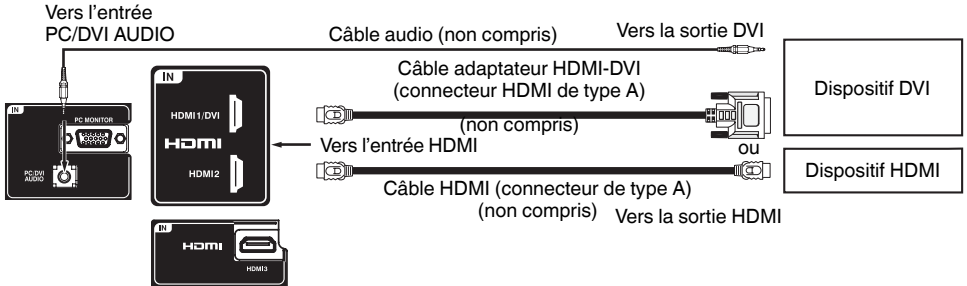 Vers l'entrée
PC/DVI AUDIO
Câble audio (non compris)
Vers la sortie DVI
Câble adaptateur HDMI-DVI
(connecteur HDMI de type A)
(non compris)
Dispositif DVI
IN
PC MONITOR
PC/DVI
AUDIO
IN
HDMI 1/DVI
HDMI
HDMI2
Vers l'entrée HDMI
ou
Câble HDMI (connecteur de type A)
(non compris)
Vers la sortie HDMI
Dispositif HDMI
IN
HDMI
HDMI3